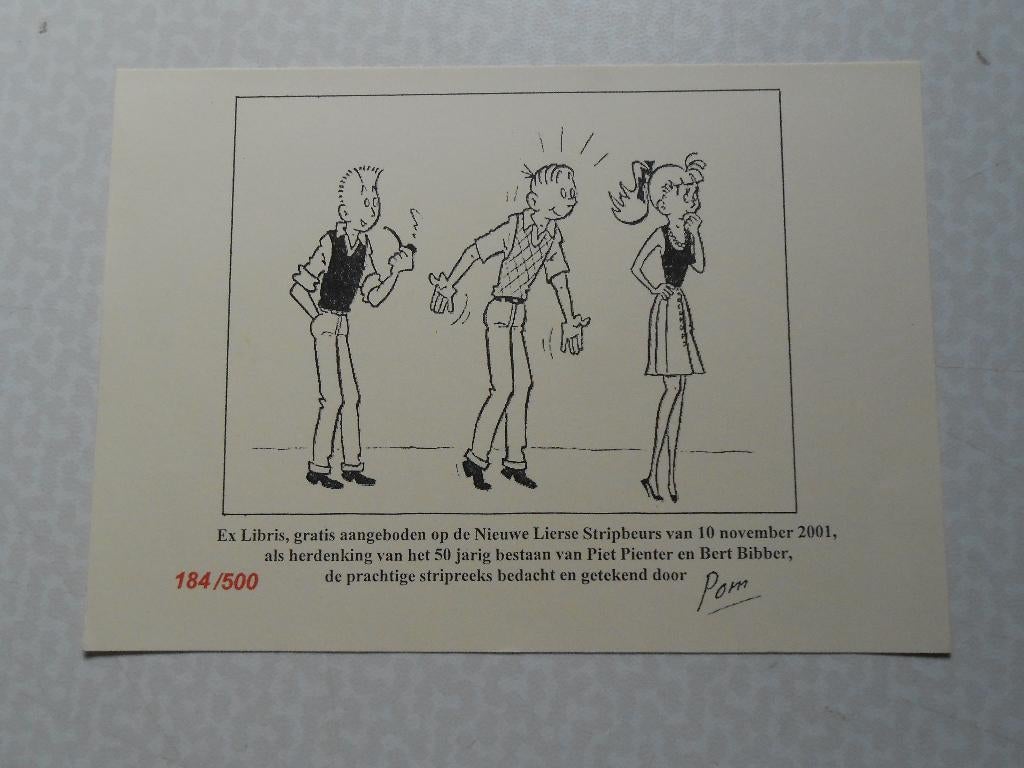 Ex Libris, gratis aangeboden op de Nieuwe Lierse Stripbeurs van 10 november 2001,
als herdenking van het 50 jarig bestaan van Piet Pienter en Bert Bibber,
184/500 de prachtige stripreeks bedacht en getekend door Pom